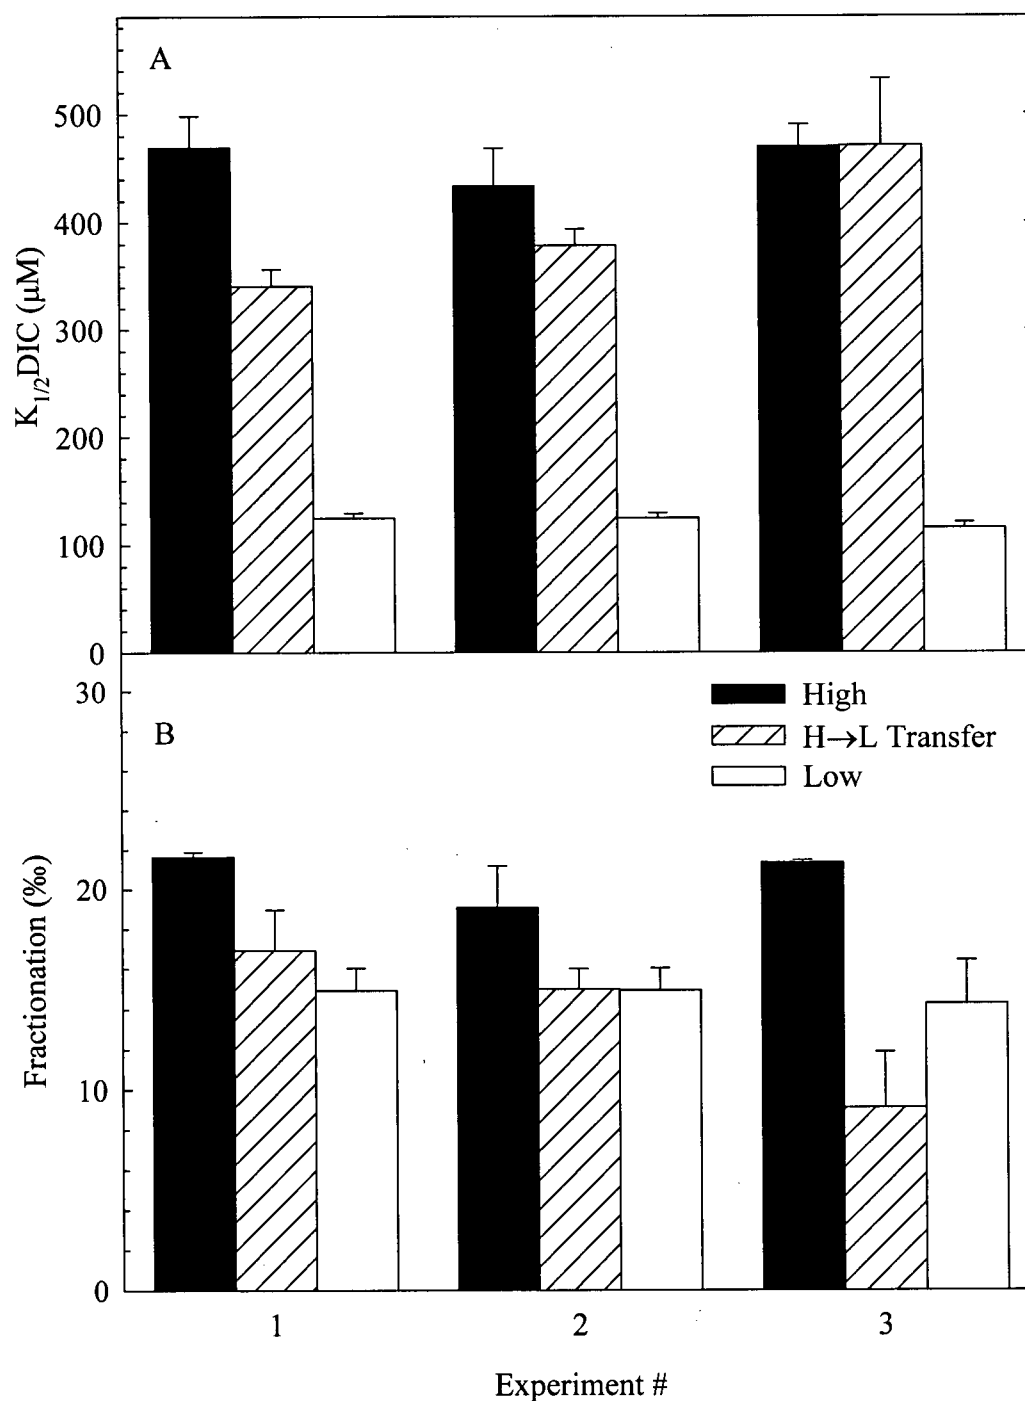 A
500
400
300
200
100
0
K1/2DIC (μM)
30
20
10
0
Fractionation (‰)
B
High
H→L Transfer
Low
1 2 3
Experiment #